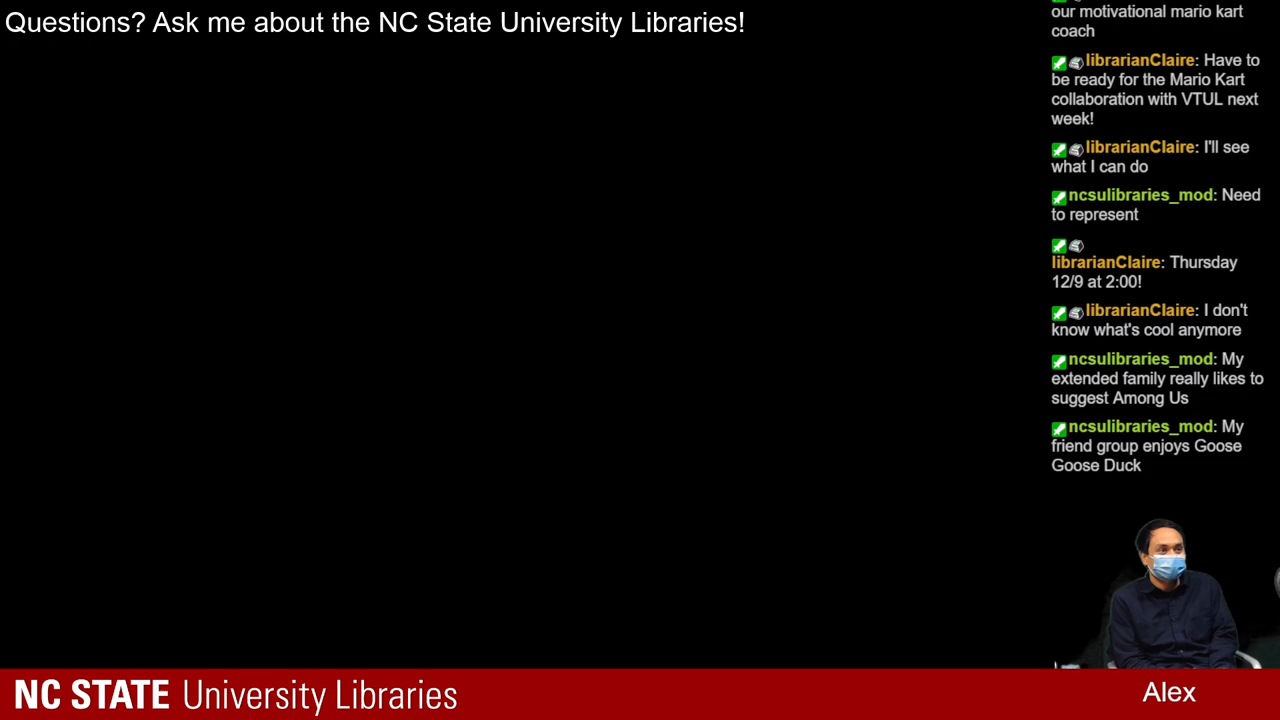 Questions? Ask me about the NC State University Libraries!
our motivational mario kart
coach
librarianClaire: Have to
be ready for the Mario Kart
collaboration with VTUL next
week!
librarianClaire: I'll see
what I can do
ncsulibraries_mod: Need
to represent
librarianClaire: Thursday
12/9 at 2:00!
librarianClaire: I don't
know what's cool anymore
ncsulibraries_mod: My
extended family really likes to
suggest Among Us
ncsulibraries_mod: My
friend group enjoys Goose
Goose Duck
NC STATE University Libraries
Alex